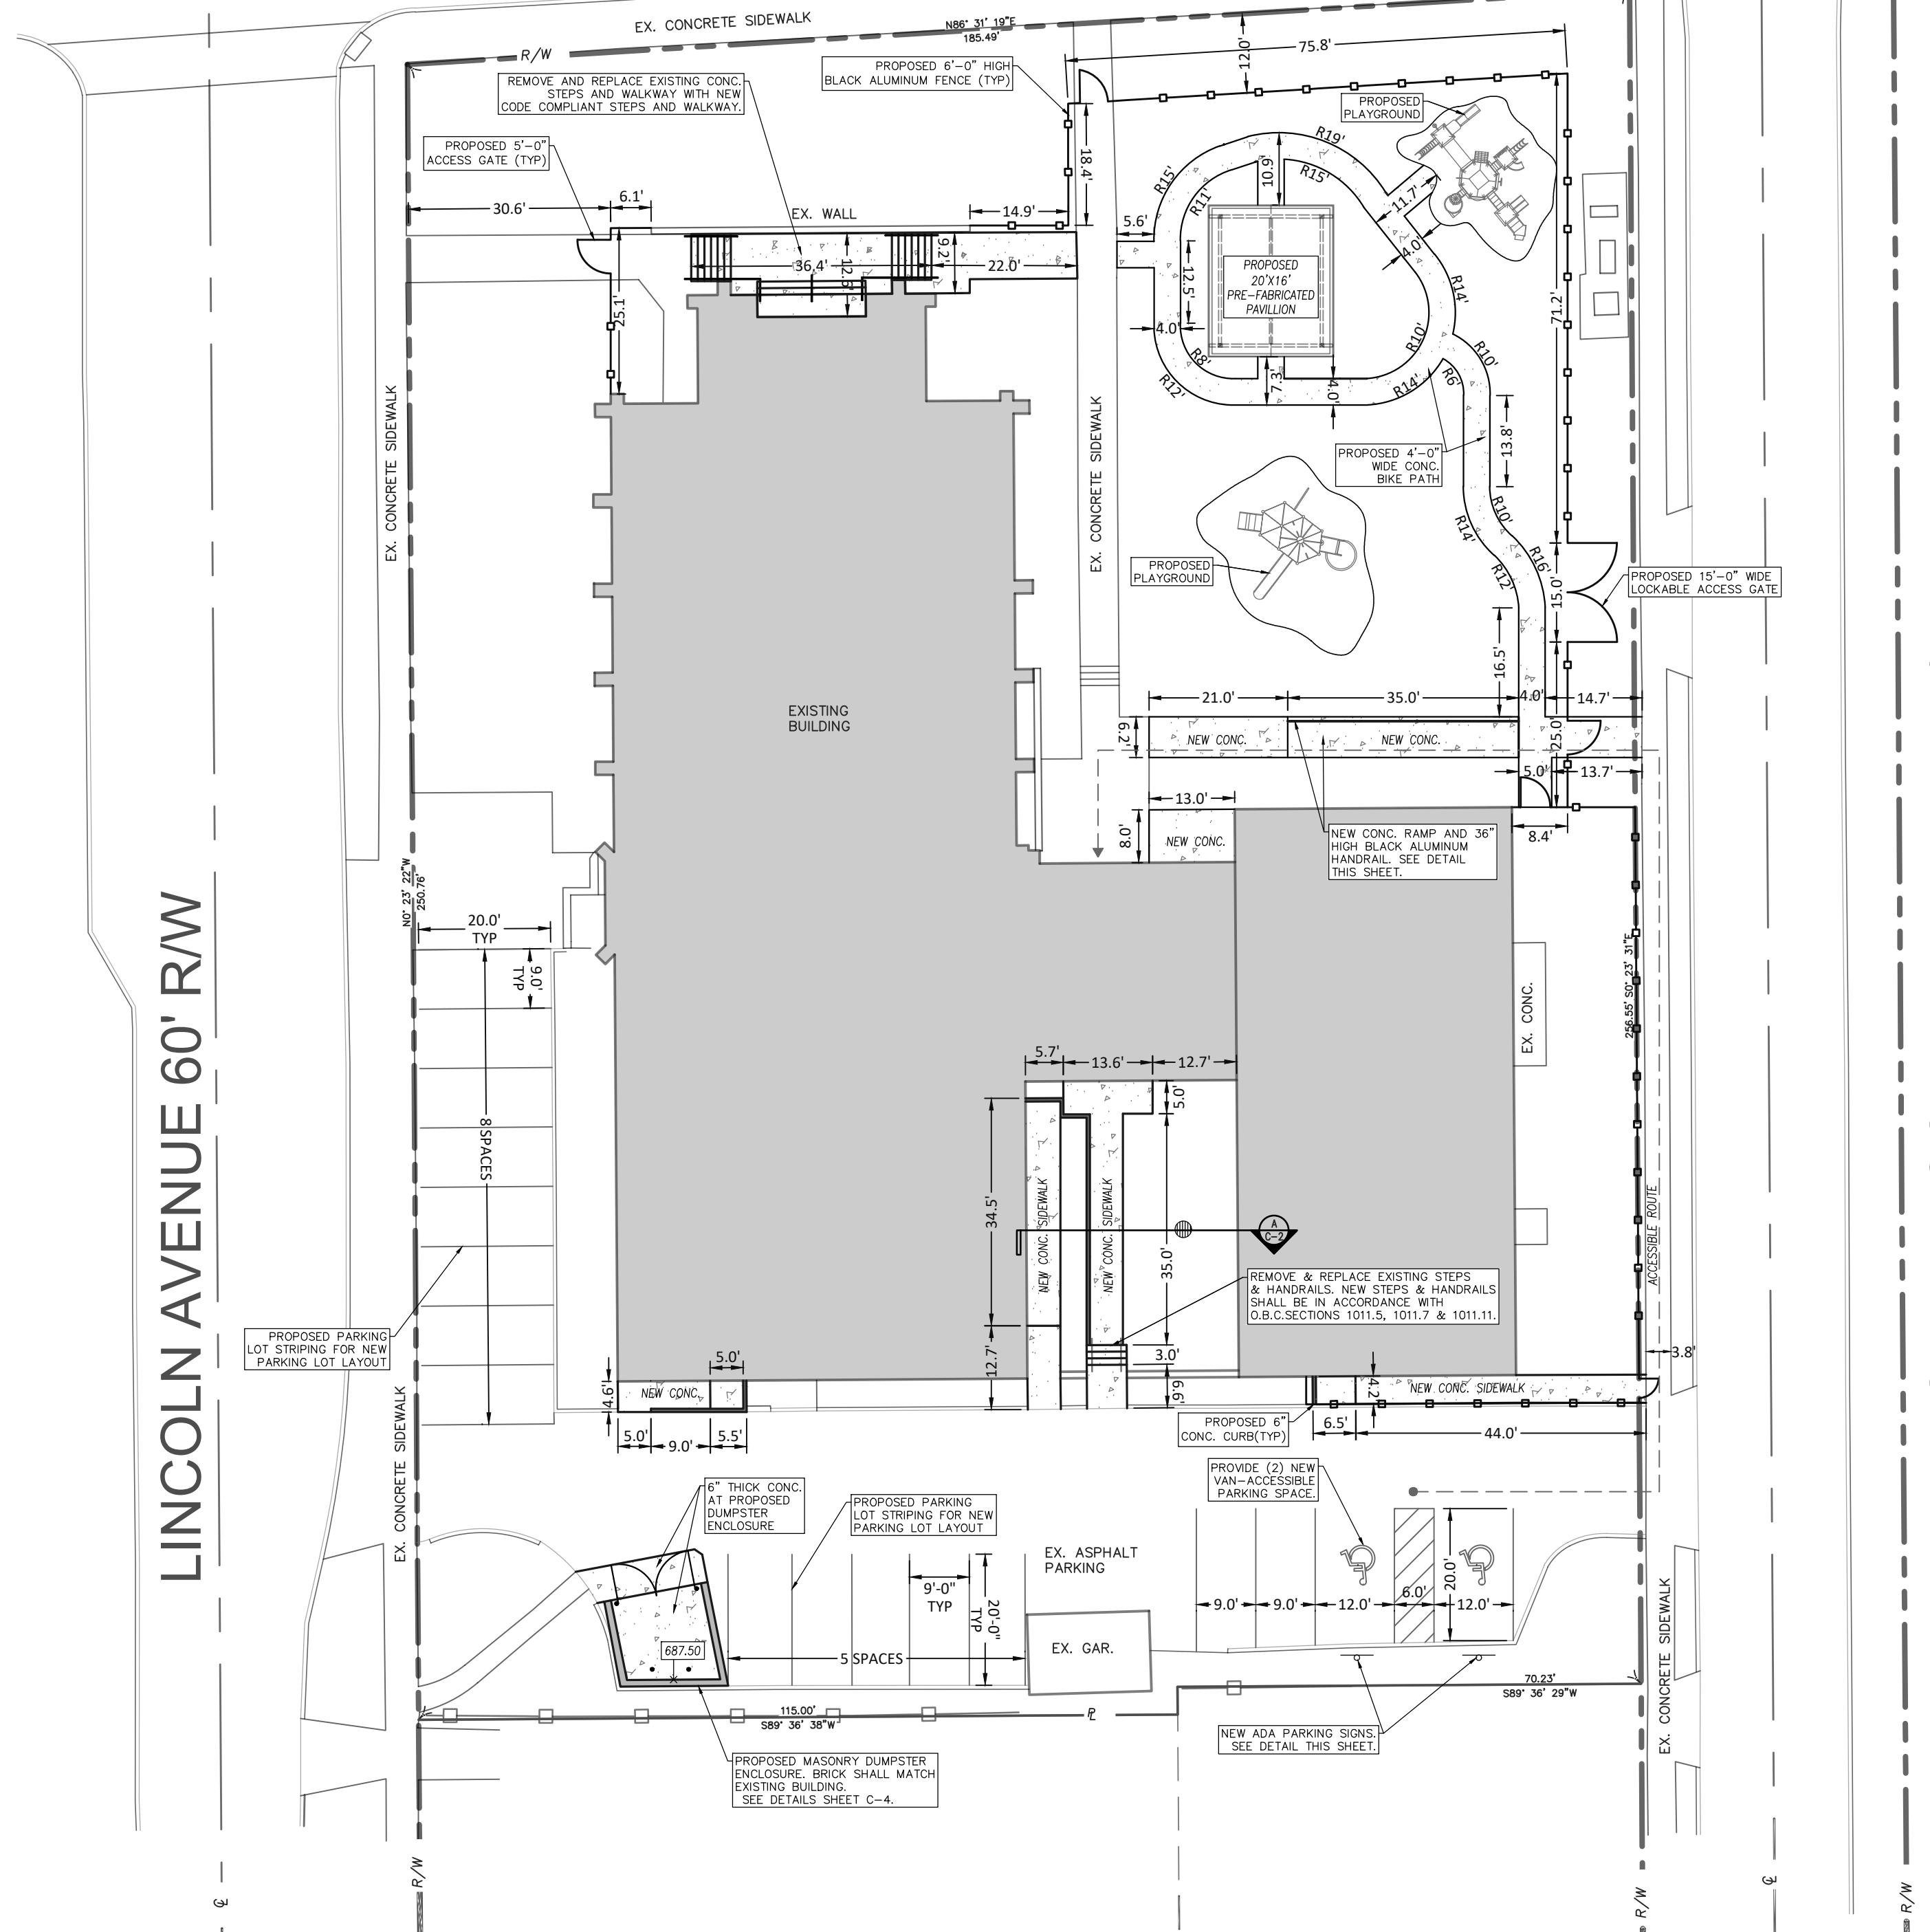 EX. CONCRETE SIDEWALK
N86° 31' 19"E
185.49'
R/W
12.0'
75.8'
PROPOSED 6'-0" HIGH
BLACK ALUMINUM FENCE (TYP)
REMOVE AND REPLACE EXISTING CONC.
STEPS AND WALKWAY WITH NEW
CODE COMPLIANT STEPS AND WALKWAY.
PROPOSED
PLAYGROUND
PROPOSED 5'-0"
ACCESS GATE (TYP)
18.4'
R19'
R15'
10.9'
R15'
R11'
11.7'
30.6'
6.1'
EX. WALL
14.9'
5.6'
4.0'
9.2'
12.5'
36.4'
22.0'
12.5'
PROPOSED
20'X16'
PRE-FABRICATED
PAVILLION
R14'
71.2'
25.1'
4.0'
R10'
R8'
R12'
7.3'
4.0'
R14'
R6'
R10'
EX. CONCRETE SIDEWALK
EX. CONCRETE SIDEWALK
13.8'
PROPOSED 4'-0"
WIDE CONC.
BIKE PATH
R10'
R14'
R16'
R12'
15.0'
PROPOSED
PLAYGROUND
PROPOSED 15'-0" WIDE
LOCKABLE ACCESS GATE
16.5'
21.0'
35.0'
4.0'
14.7'
EXISTING
BUILDING
6.2'
NEW CONC.
NEW CONC.
25.0'
5.0'
13.7'
13.0'
8.0'
NEW CONC.
NEW CONC. RAMP AND 36"
HIGH BLACK ALUMINUM
HANDRAIL. SEE DETAIL
THIS SHEET.
8.4'
N0° 23' 22"W
250.76'
20.0'
TYP
9.0'
TYP
256.55' S0° 23' 31"E
EX. CONC.
LINCOLN AVENUE 60' R/W
5.7'
13.6'
12.7'
5.0'
8 SPACES
34.5'
NEW CONC. SIDEWALK
NEW CONC. SIDEWALK
35.0'
A
C-2
ACCESSIBLE ROUTE
REMOVE & REPLACE EXISTING STEPS
& HANDRAILS. NEW STEPS & HANDRAILS
SHALL BE IN ACCORDANCE WITH
O.B.C.SECTIONS 1011.5, 1011.7 & 1011.11.
PROPOSED PARKING
LOT STRIPING FOR NEW
PARKING LOT LAYOUT
12.7'
3.0'
3.8'
5.0'
4.6'
NEW CONC.
6.6'
4.2'
NEW CONC. SIDEWALK
5.0'
9.0'
5.5'
PROPOSED 6"
CONC. CURB(TYP)
6.5'
44.0'
EX. CONCRETE SIDEWALK
6" THICK CONC.
AT PROPOSED
DUMPSTER
ENCLOSURE
PROPOSED PARKING
LOT STRIPING FOR NEW
PARKING LOT LAYOUT
PROVIDE (2) NEW
VAN-ACCESSIBLE
PARKING SPACE.
EX. ASPHALT
PARKING
9'-0"
TYP
20'-0"
TYP
9.0'
9.0'
12.0'
6.0'
20.0'
12.0'
687.50
5 SPACES
EX. GAR.
EX. CONCRETE SIDEWALK
115.00'
S89° 36' 38"W
PL
70.23'
S89° 36' 29"W
NEW ADA PARKING SIGNS.
SEE DETAIL THIS SHEET.
PROPOSED MASONRY DUMPSTER
ENCLOSURE. BRICK SHALL MATCH
EXISTING BUILDING.
SEE DETAILS SHEET C-4.
CL
R/W
R/W
CL
R/W